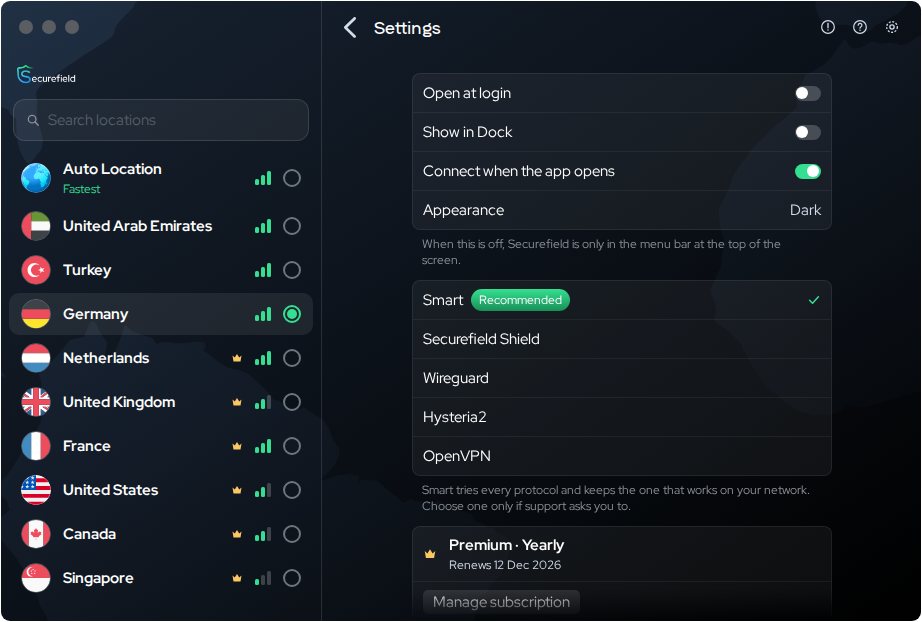 Securefield
Search locations
Auto Location
Fastest
United Arab Emirates
Turkey
Germany
Netherlands
United Kingdom
France
United States
Canada
Singapore
Settings
Open at login
Show in Dock
Connect when the app opens
Appearance Dark
When this is off, Securefield is only in the menu bar at the top of the
screen.
Smart Recommended
Securefield Shield
Wireguard
Hysteria2
OpenVPN
Smart tries every protocol and keeps the one that works on your network.
Choose one only if support asks you to.
Premium · Yearly
Renews 12 Dec 2026
Manage subscription